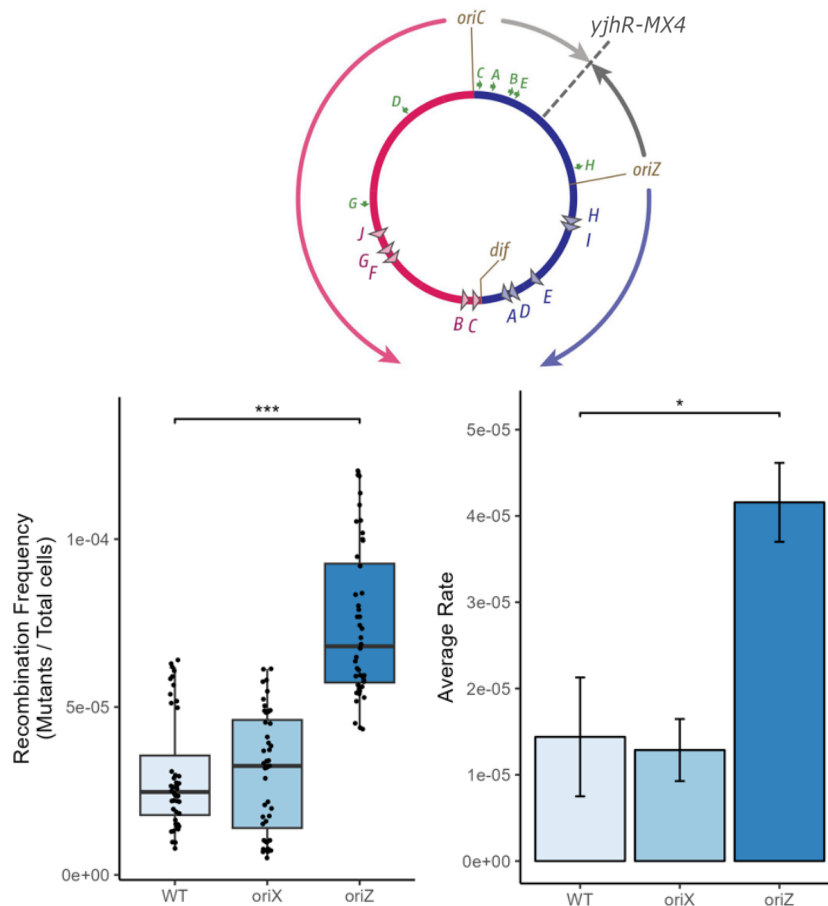 oriC
yjhR-MX4
C A B E
D
H
oriZ
G
H
I
J
G
F
dif
E
B C A D
***
Recombination Frequency
(Mutants / Total cells)
1e-04
5e-05
0e+00
WT oriX oriZ
*
Average Rate
5e-05
4e-05
3e-05
2e-05
1e-05
0e+00
WT oriX oriZ